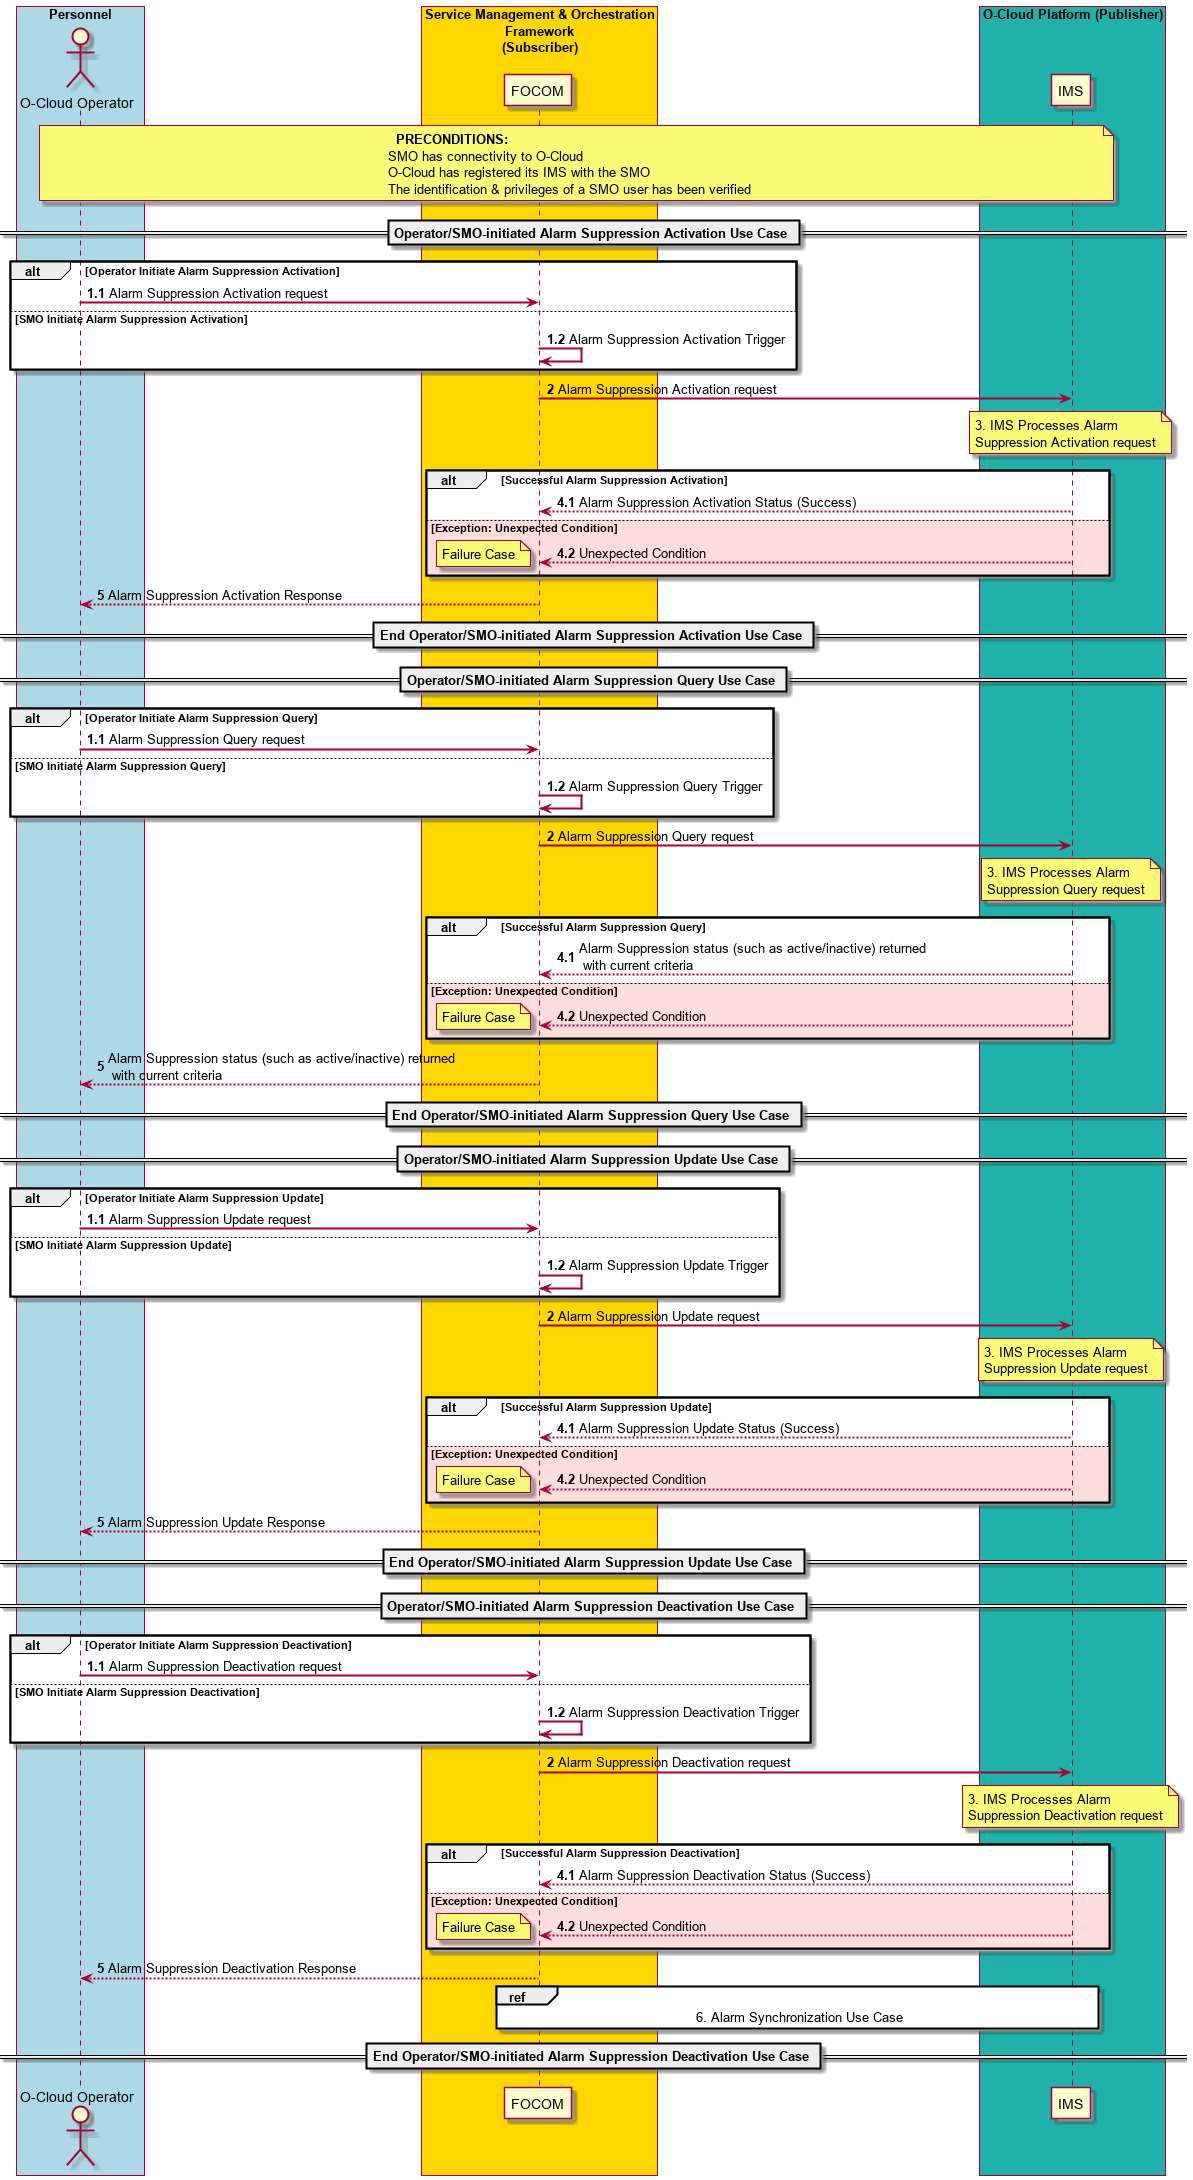 Personnel
Service Management & Orchestration
Framework
(Subscriber)
O-Cloud Platform (Publisher)
O-Cloud Operator
FOCOM
IMS
PRECONDITIONS:
SMO has connectivity to O-Cloud
O-Cloud has registered its IMS with the SMO
The identification & privileges of a SMO user has been verified
Operator/SMO-initiated Alarm Suppression Activation Use Case
alt [Operator Initiate Alarm Suppression Activation]
1.1 Alarm Suppression Activation request
[SMO Initiate Alarm Suppression Activation]
1.2 Alarm Suppression Activation Trigger
2 Alarm Suppression Activation request
3. IMS Processes Alarm
Suppression Activation request
alt [Successful Alarm Suppression Activation]
4.1 Alarm Suppression Activation Status (Success)
[Exception: Unexpected Condition]
Failure Case 4.2 Unexpected Condition
5 Alarm Suppression Activation Response
End Operator/SMO-initiated Alarm Suppression Activation Use Case
Operator/SMO-initiated Alarm Suppression Query Use Case
alt [Operator Initiate Alarm Suppression Query]
1.1 Alarm Suppression Query request
[SMO Initiate Alarm Suppression Query]
1.2 Alarm Suppression Query Trigger
2 Alarm Suppression Query request
3. IMS Processes Alarm
Suppression Query request
alt [Successful Alarm Suppression Query]
4.1 Alarm Suppression status (such as active/inactive) returned
with current criteria
[Exception: Unexpected Condition]
Failure Case 4.2 Unexpected Condition
5 Alarm Suppression status (such as active/inactive) returned
with current criteria
End Operator/SMO-initiated Alarm Suppression Query Use Case
Operator/SMO-initiated Alarm Suppression Update Use Case
alt [Operator Initiate Alarm Suppression Update]
1.1 Alarm Suppression Update request
[SMO Initiate Alarm Suppression Update]
1.2 Alarm Suppression Update Trigger
2 Alarm Suppression Update request
3. IMS Processes Alarm
Suppression Update request
alt [Successful Alarm Suppression Update]
4.1 Alarm Suppression Update Status (Success)
[Exception: Unexpected Condition]
Failure Case 4.2 Unexpected Condition
5 Alarm Suppression Update Response
End Operator/SMO-initiated Alarm Suppression Update Use Case
Operator/SMO-initiated Alarm Suppression Deactivation Use Case
alt [Operator Initiate Alarm Suppression Deactivation]
1.1 Alarm Suppression Deactivation request
[SMO Initiate Alarm Suppression Deactivation]
1.2 Alarm Suppression Deactivation Trigger
2 Alarm Suppression Deactivation request
3. IMS Processes Alarm
Suppression Deactivation request
alt [Successful Alarm Suppression Deactivation]
4.1 Alarm Suppression Deactivation Status (Success)
[Exception: Unexpected Condition]
Failure Case 4.2 Unexpected Condition
5 Alarm Suppression Deactivation Response
ref
6. Alarm Synchronization Use Case
End Operator/SMO-initiated Alarm Suppression Deactivation Use Case
O-Cloud Operator
FOCOM
IMS